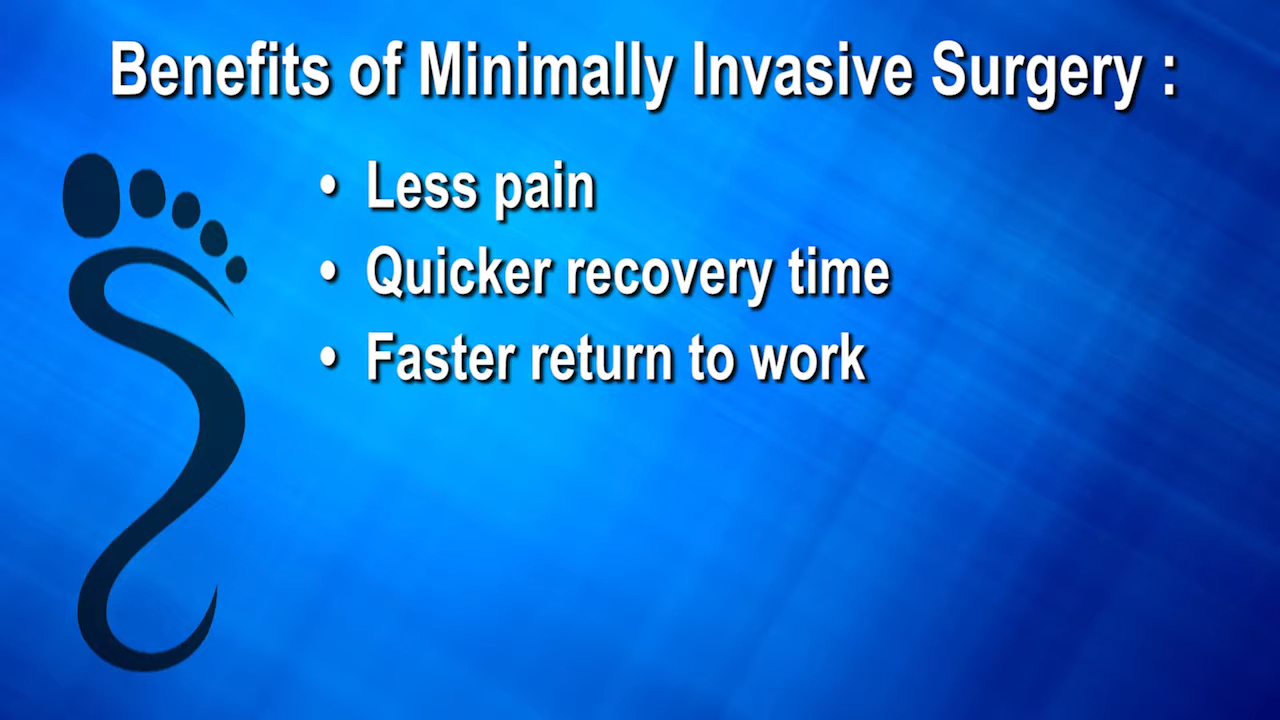 Benefits of Minimally Invasive Surgery :
• Less pain
• Quicker recovery time
• Faster return to work